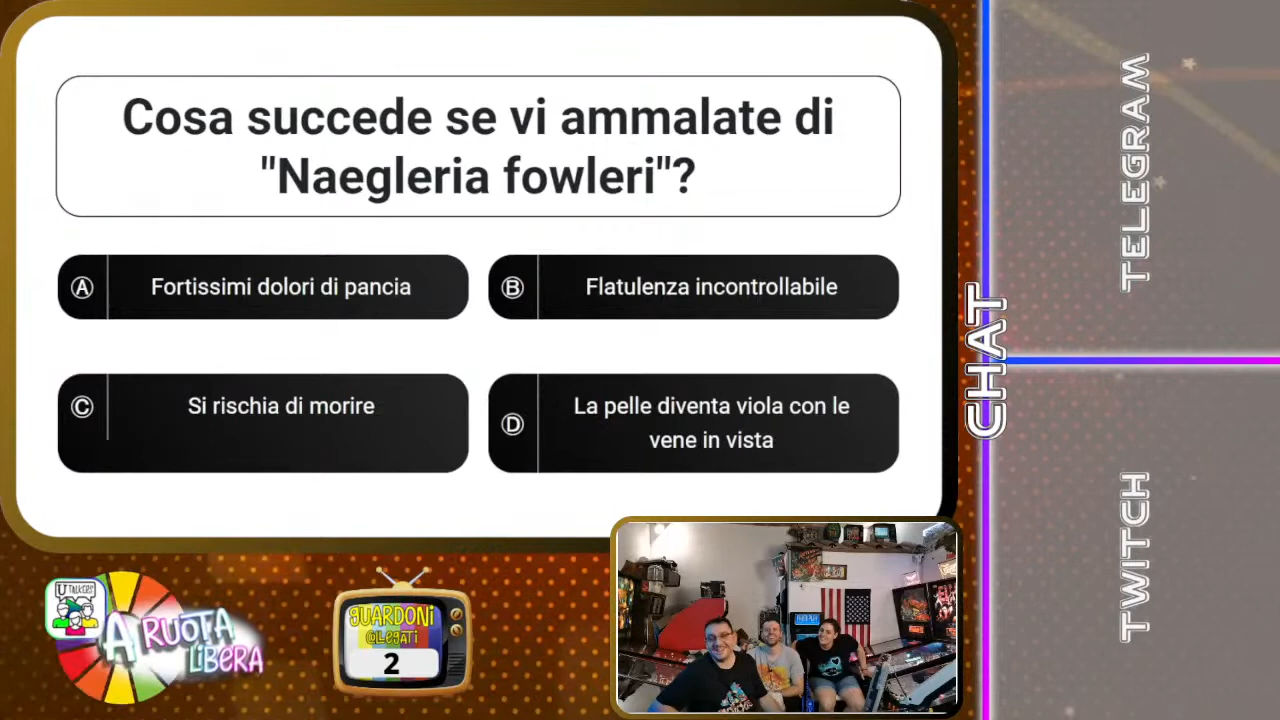 Cosa succede se vi ammalate di
"Naegleria fowleri"?
A Fortissimi dolori di pancia
B Flatulenza incontrollabile
C Si rischia di morire
D La pelle diventa viola con le
vene in vista
CHAT
TELEGRAM
TWITCH
U TALKERS
A RUOTA
LIBERA
GUARDONI
@LEGATI
2